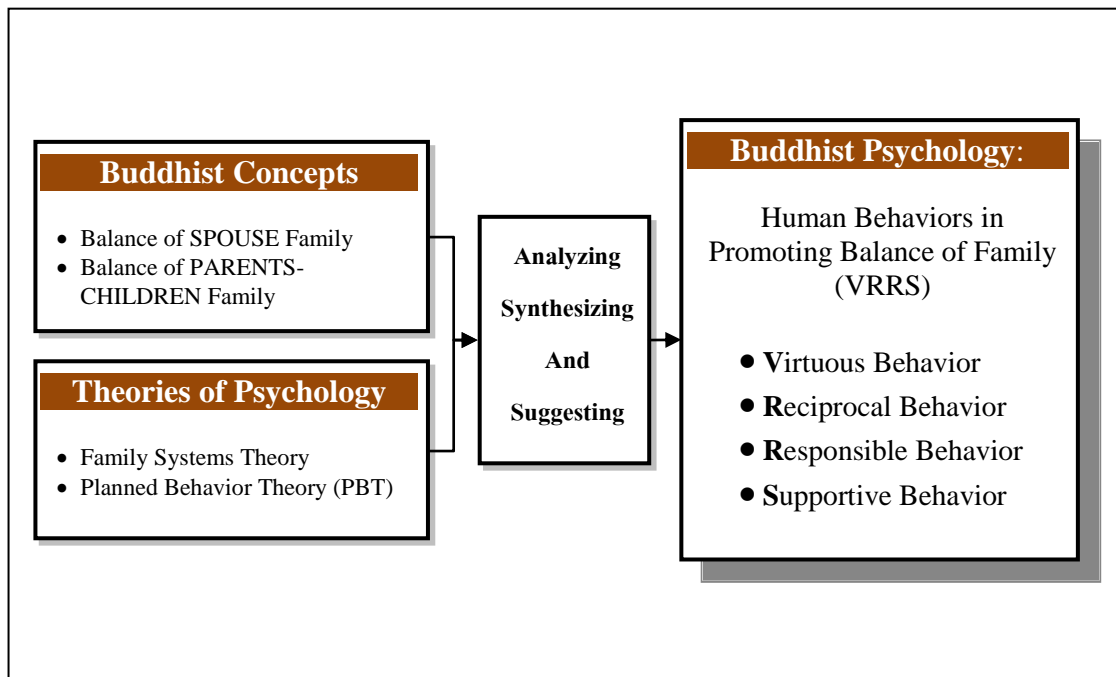 Buddhist Concepts
• Balance of SPOUSE Family
• Balance of PARENTS-
CHILDREN Family
Theories of Psychology
• Family Systems Theory
• Planned Behavior Theory (PBT)
Analyzing
Synthesizing
And
Suggesting
Buddhist Psychology:
Human Behaviors in
Promoting Balance of Family
(VRRS)
• Virtuous Behavior
• Reciprocal Behavior
• Responsible Behavior
• Supportive Behavior